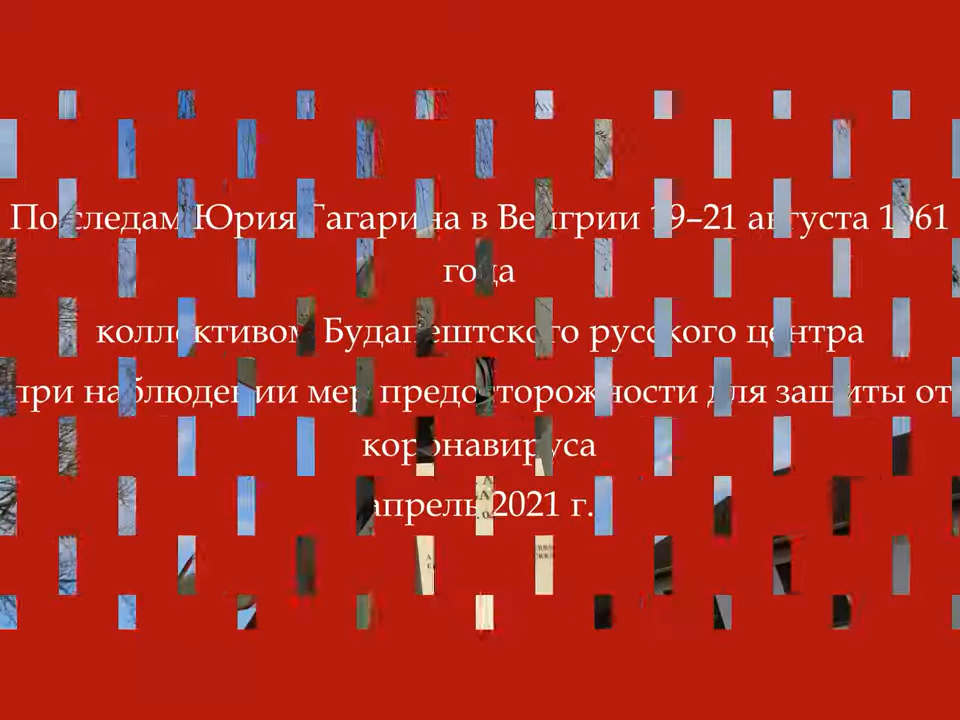 По следам Юрия Гагарина в Венгрии 19–21 августа 1961
года
коллективом Будапештского русского центра
при наблюдении мер предосторожности для защиты от
коронавируса
апрель 2021 г.